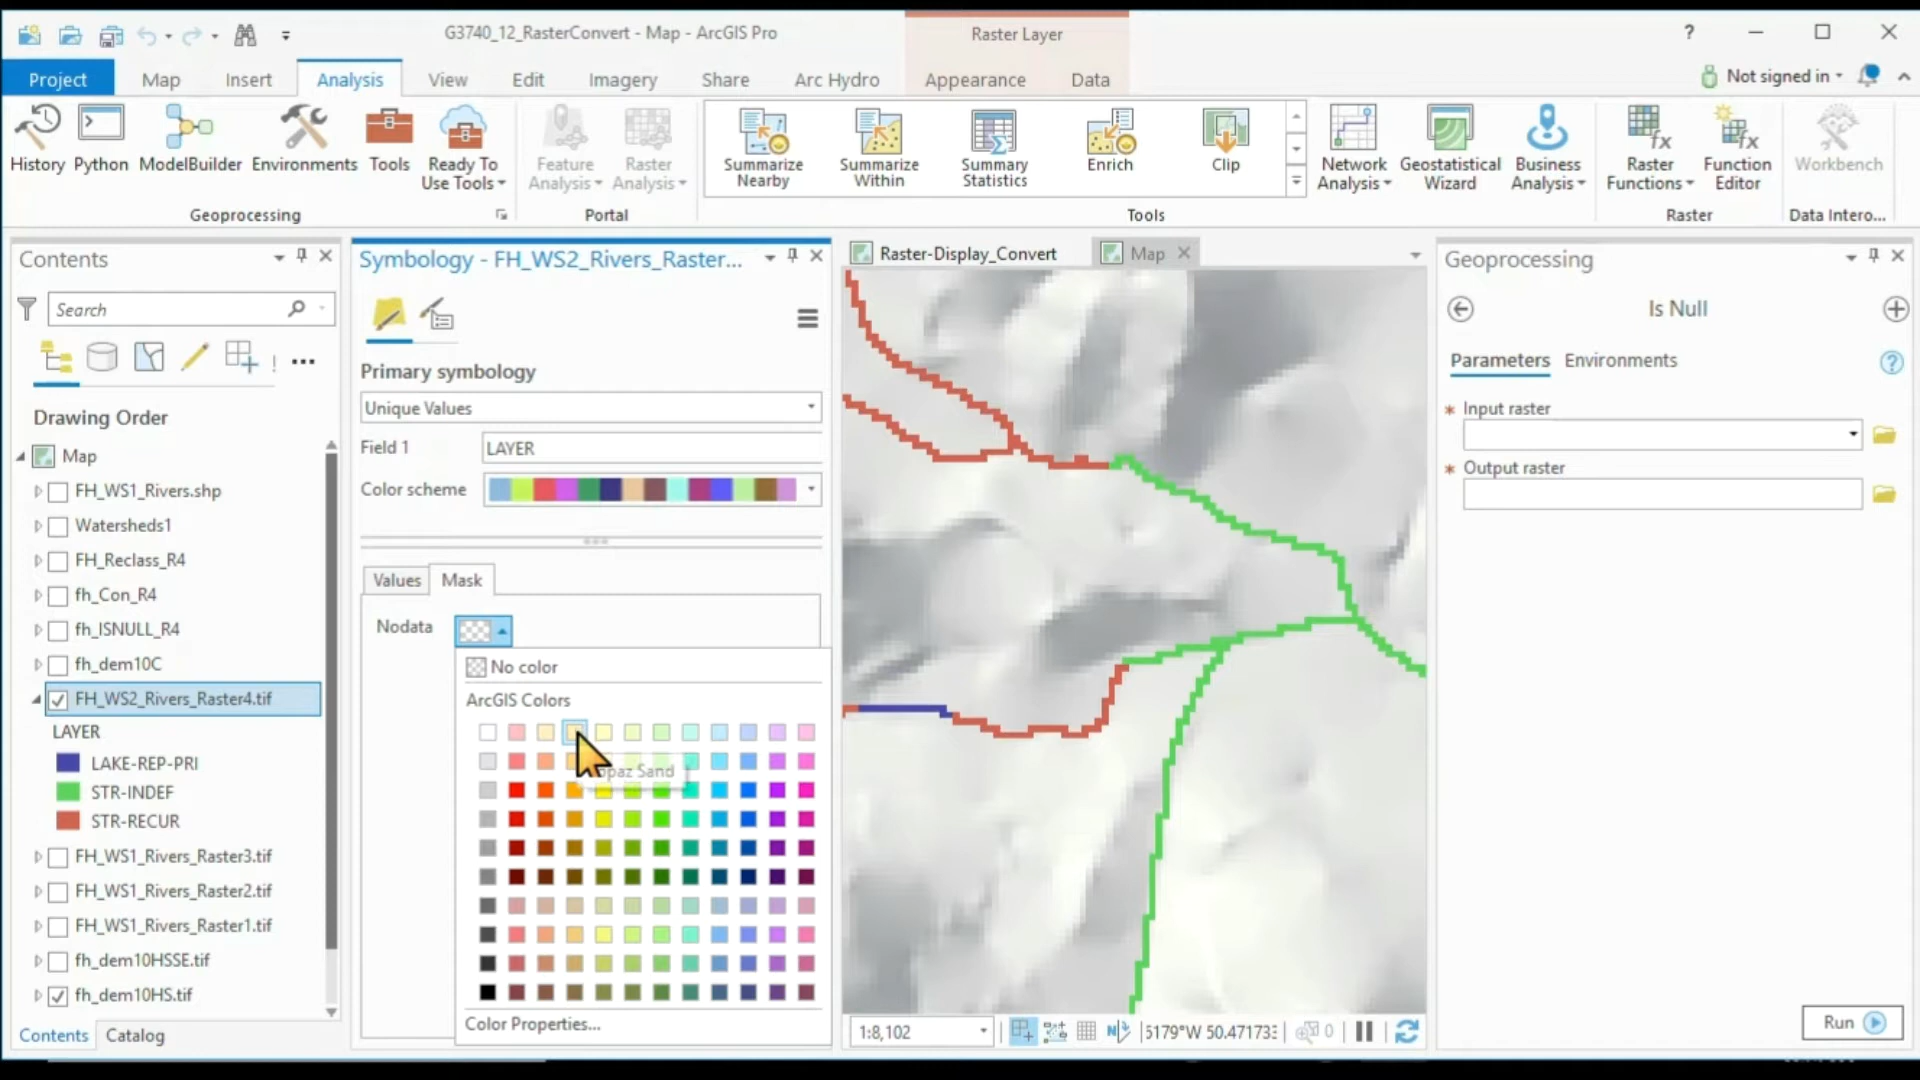 G3740_12_RasterConvert - Map - ArcGIS Pro
Raster Layer
?
Project
Map
Insert
Analysis
View
Edit
Imagery
Share
Arc Hydro
Appearance
Data
Not signed in
History
Python
ModelBuilder
Environments
Tools
Ready To
Use Tools
Feature
Analysis
Raster
Analysis
Summarize
Nearby
Summarize
Within
Summary
Statistics
Enrich
Clip
Network
Analysis
Geostatistical
Wizard
Business
Analysis
Raster
Functions
Function
Editor
Workbench
Geoprocessing
Portal
Tools
Raster
Data Intero...
Contents
Search
Drawing Order
Map
FH_WS1_Rivers.shp
Watersheds1
FH_Reclass_R4
fh_Con_R4
fh_ISNULL_R4
fh_dem10C
FH_WS2_Rivers_Raster4.tif
LAYER
LAKE-REP-PRI
STR-INDEF
STR-RECUR
FH_WS1_Rivers_Raster3.tif
FH_WS1_Rivers_Raster2.tif
FH_WS1_Rivers_Raster1.tif
fh_dem10HSSE.tif
fh_dem10HS.tif
Contents
Catalog
Symbology - FH_WS2_Rivers_Raster...
Primary symbology
Unique Values
Field 1
LAYER
Color scheme
Values
Mask
Nodata
No color
ArcGIS Colors
opaz Sand
Color Properties...
Raster-Display_Convert
Map
1:8,102
5179°W 50.471733
0
Geoprocessing
Is Null
Parameters
Environments
?
* Input raster
* Output raster
Run